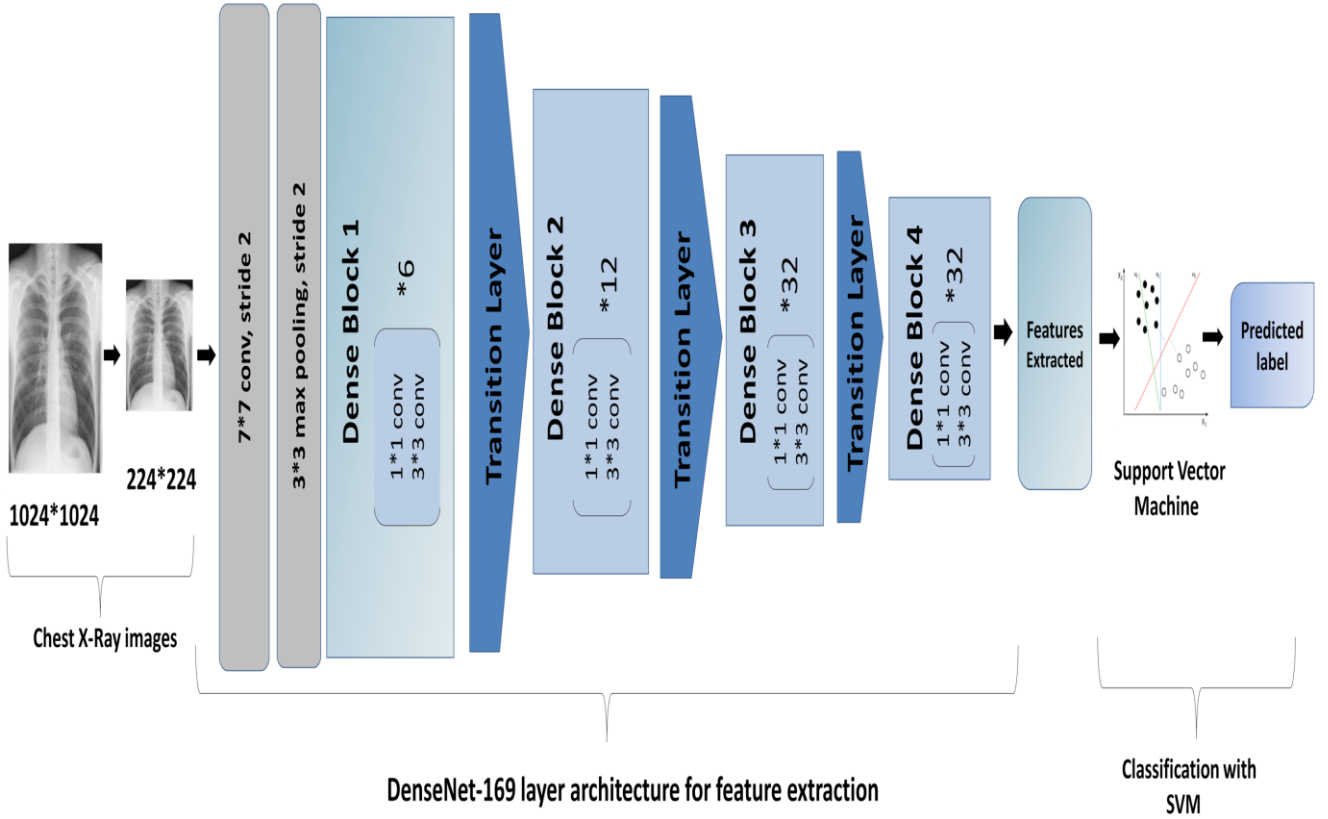 1024*1024
224*224
Chest X-Ray images
7*7 conv, stride 2
3*3 max pooling, stride 2
Dense Block 1
*6
1*1 conv
3*3 conv
Transition Layer
Dense Block 2
*12
1*1 conv
3*3 conv
Transition Layer
Dense Block 3
*32
1*1 conv
3*3 conv
Transition Layer
Dense Block 4
*32
1*1 conv
3*3 conv
Features
Extracted
Support Vector
Machine
Predicted
label
DenseNet-169 layer architecture for feature extraction
Classification with
SVM